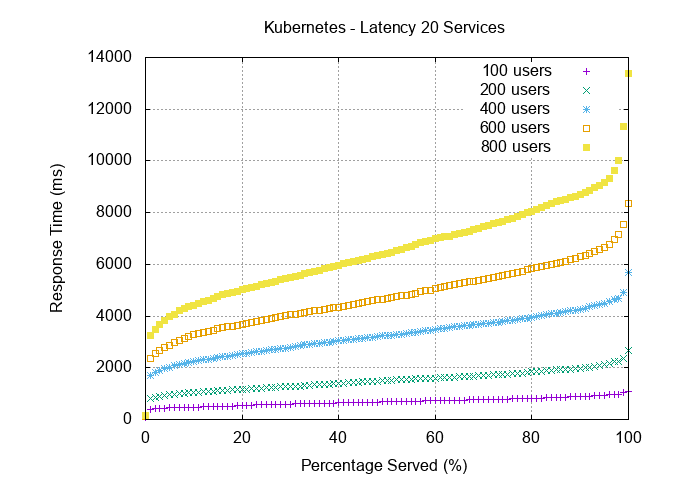 Kubernetes - Latency 20 Services
14000
12000
10000
8000
6000
4000
2000
0
Response Time (ms)
100 users
200 users
400 users
600 users
800 users
0 20 40 60 80 100
Percentage Served (%)